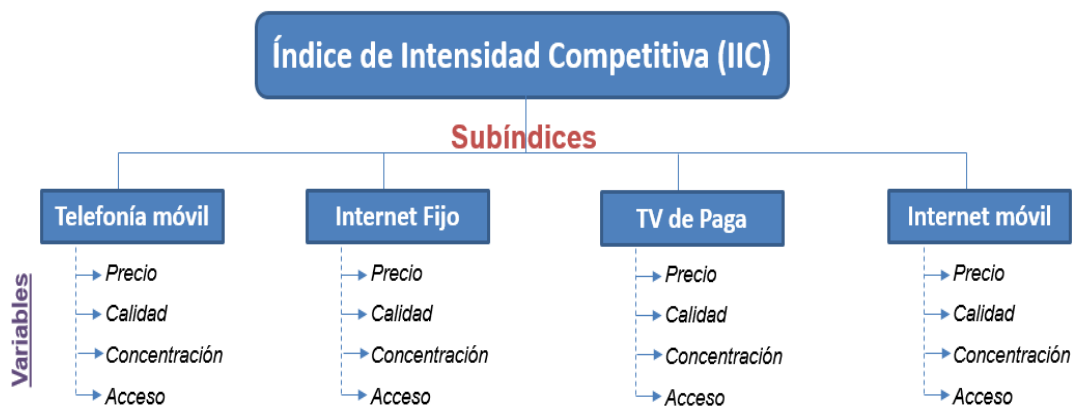 Índice de Intensidad Competitiva (IIC)
Subíndices
Telefonía móvil
Internet Fijo
TV de Paga
Internet móvil
Variables
Precio
Calidad
Concentración
Acceso
Precio
Calidad
Concentración
Acceso
Precio
Calidad
Concentración
Acceso
Precio
Calidad
Concentración
Acceso